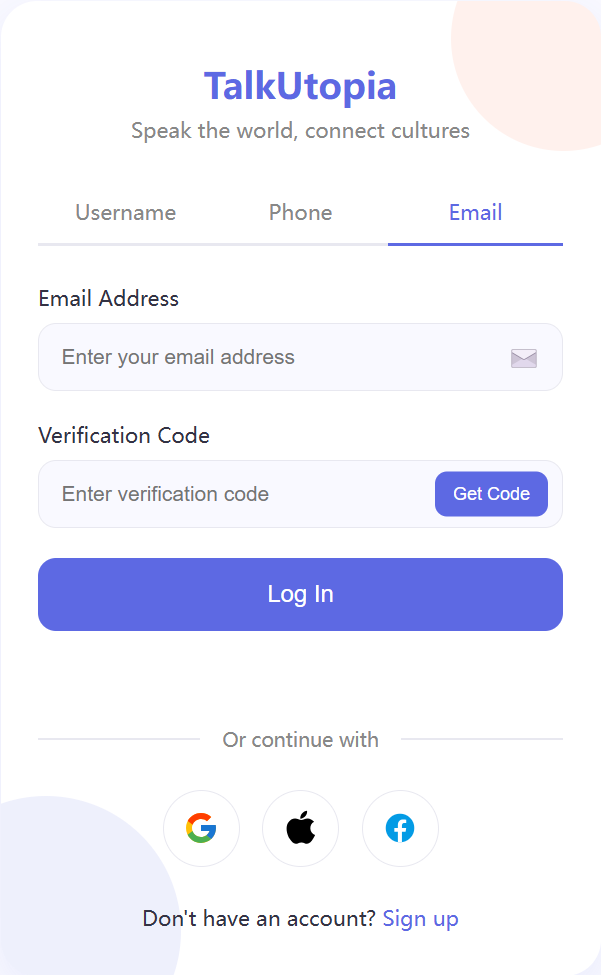 TalkUtopia
Speak the world, connect cultures
Username Phone Email
Email Address
Enter your email address
Verification Code
Enter verification code Get Code
Log In
Or continue with
Don't have an account? Sign up